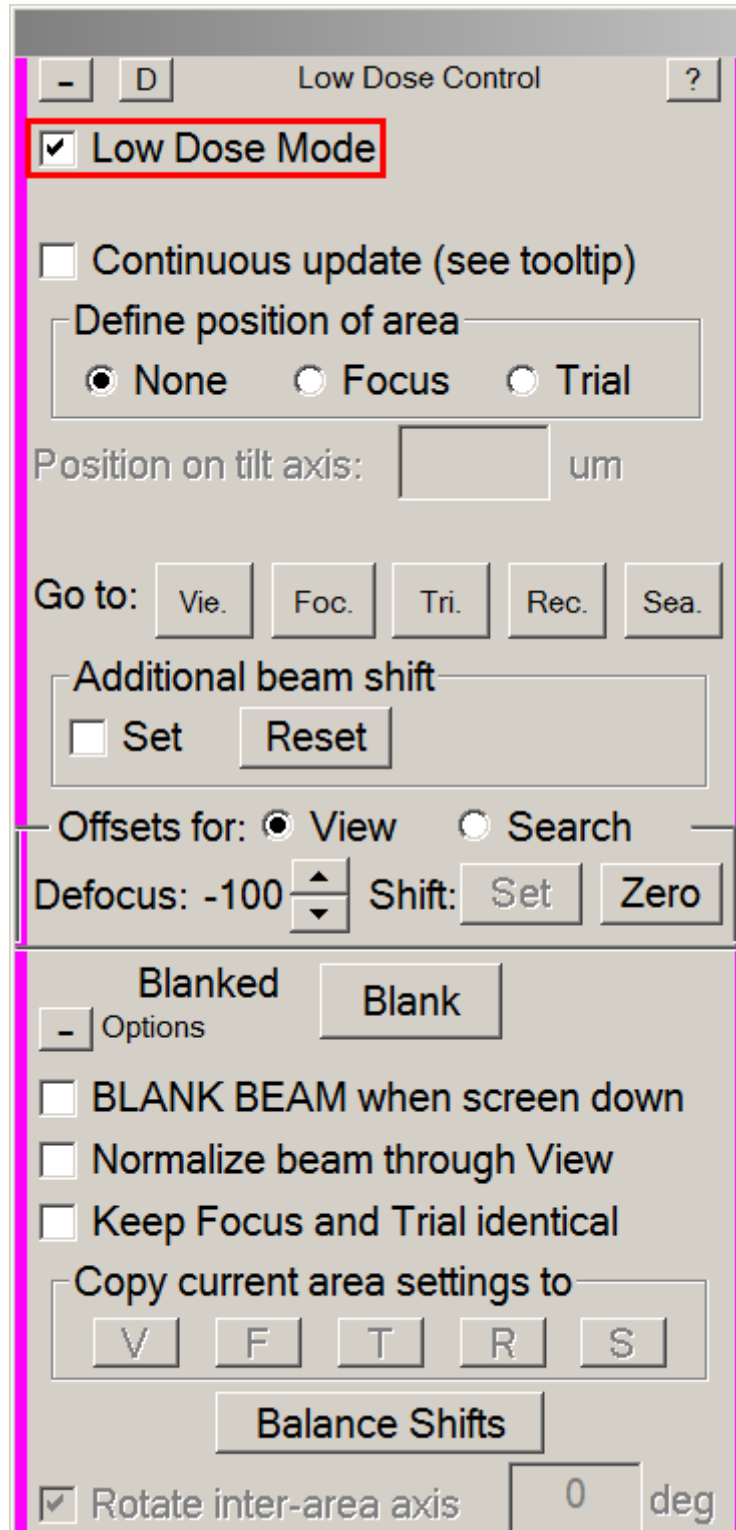 - D Low Dose Control ?
Low Dose Mode
Continuous update (see tooltip)
Define position of area
None Focus Trial
Position on tilt axis: um
Go to: Vie. Foc. Tri. Rec. Sea.
Additional beam shift
Set Reset
Offsets for: View Search
Defocus: -100 Shift: Set Zero
Blanked Blank
- Options
BLANK BEAM when screen down
Normalize beam through View
Keep Focus and Trial identical
Copy current area settings to
V F T R S
Balance Shifts
Rotate inter-area axis 0 deg